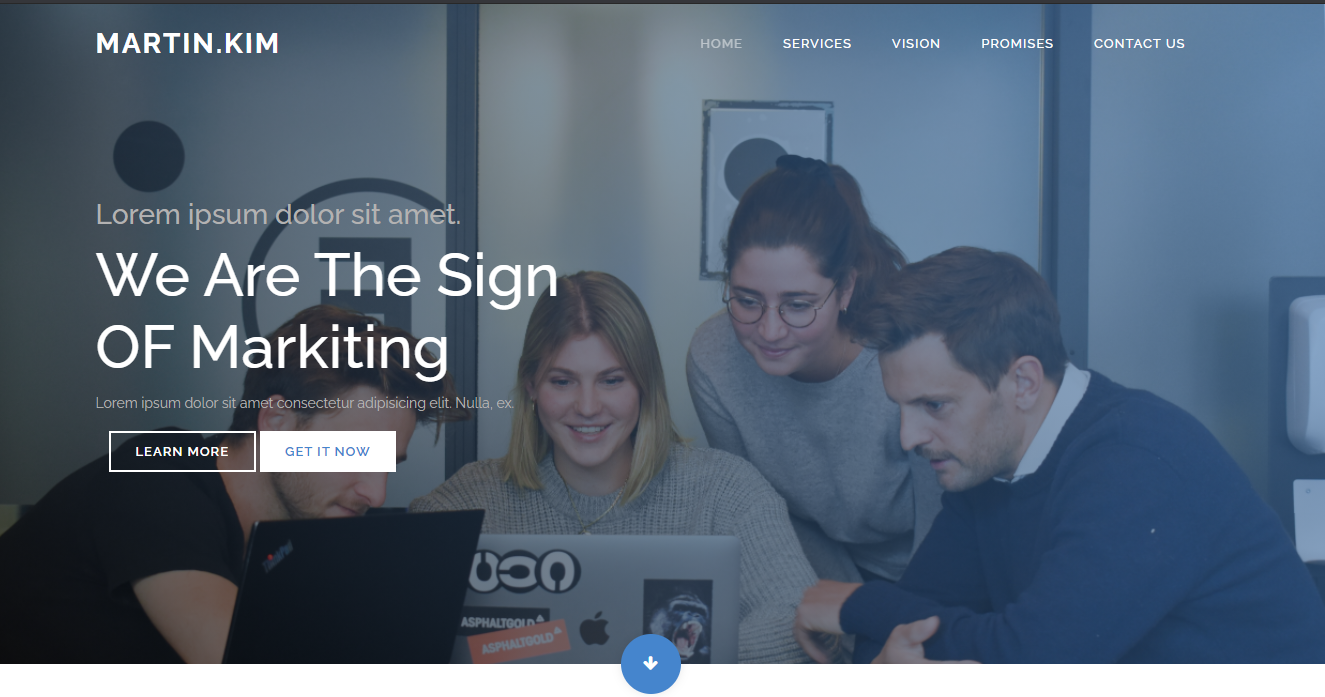 MARTIN.KIM
HOME SERVICES VISION PROMISES CONTACT US
Lorem ipsum dolor sit amet.
We Are The Sign
OF Markiting
Lorem ipsum dolor sit amet consectetur adipisicing elit. Nulla, ex.
LEARN MORE GET IT NOW
ThinkPad
ASPHALTGOLD
ASPHALTGOLD